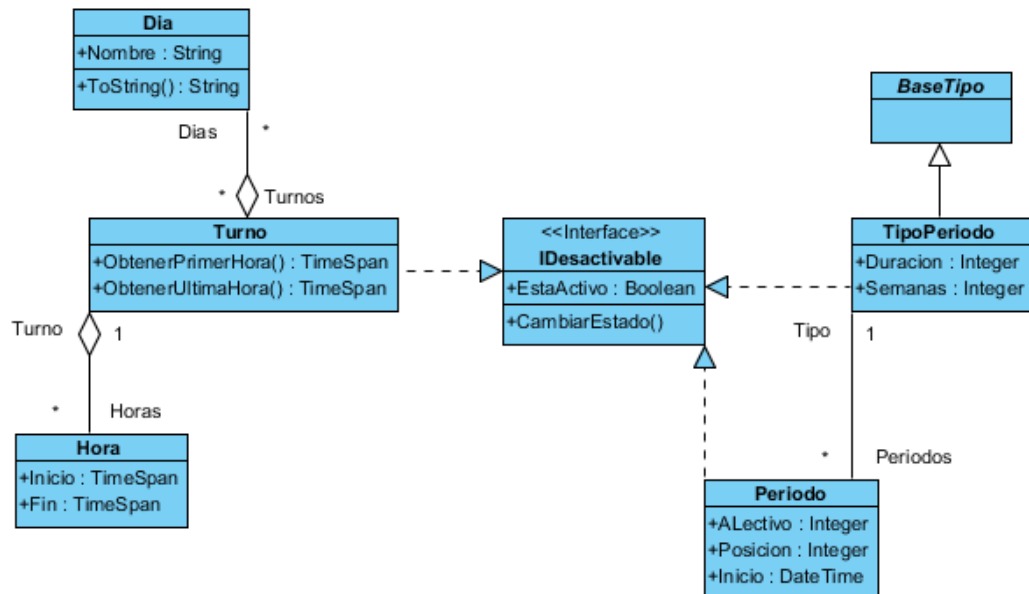 Dia
+Nombre : String
+ToString() : String
Dias
*
*
Turnos
Turno
+ObtenerPrimerHora() : TimeSpan
+ObtenerUltimaHora() : TimeSpan
Turno
1
*
Horas
Hora
+Inicio : TimeSpan
+Fin : TimeSpan
<<Interface>>
IDesactivable
+EstaActivo : Boolean
+CambiarEstado()
BaseTipo
TipoPeriodo
+Duracion : Integer
+Semanas : Integer
Tipo
1
*
Periodos
Periodo
+ALectivo : Integer
+Posicion : Integer
+Inicio : DateTime